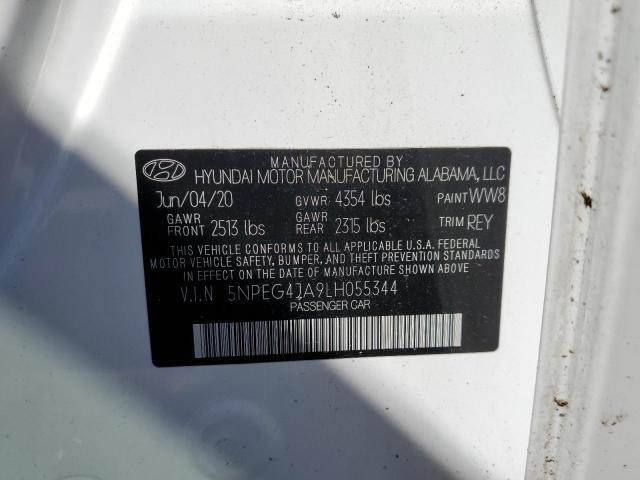 MANUFACTURED BY
HYUNDAI MOTOR MANUFACTURING ALABAMA, LLC
Jun/04/20 GVWR 4354 lbs PAINT WW8
GAWR FRONT 2513 lbs GAWR REAR 2315 lbs TRIM REY
THIS VEHICLE CONFORMS TO ALL APPLICABLE U.S.A. FEDERAL
MOTOR VEHICLE SAFETY, BUMPER, AND THEFT PREVENTION STANDARDS
IN EFFECT ON THE DATE OF MANUFACTURE SHOWN ABOVE.
V.I.N 5NPEG4JA9LH055344
PASSENGER CAR